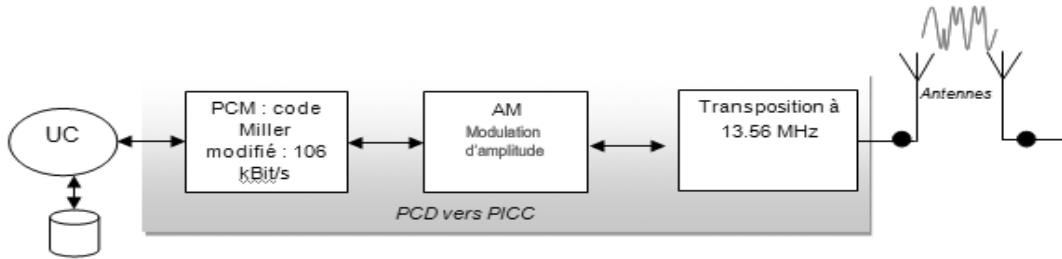 UC
PCM : code
Miller
modifié : 106
kBit/s
AM
Modulation
d'amplitude
Transposition à
13.56 MHz
Antennes
PCD vers PICC